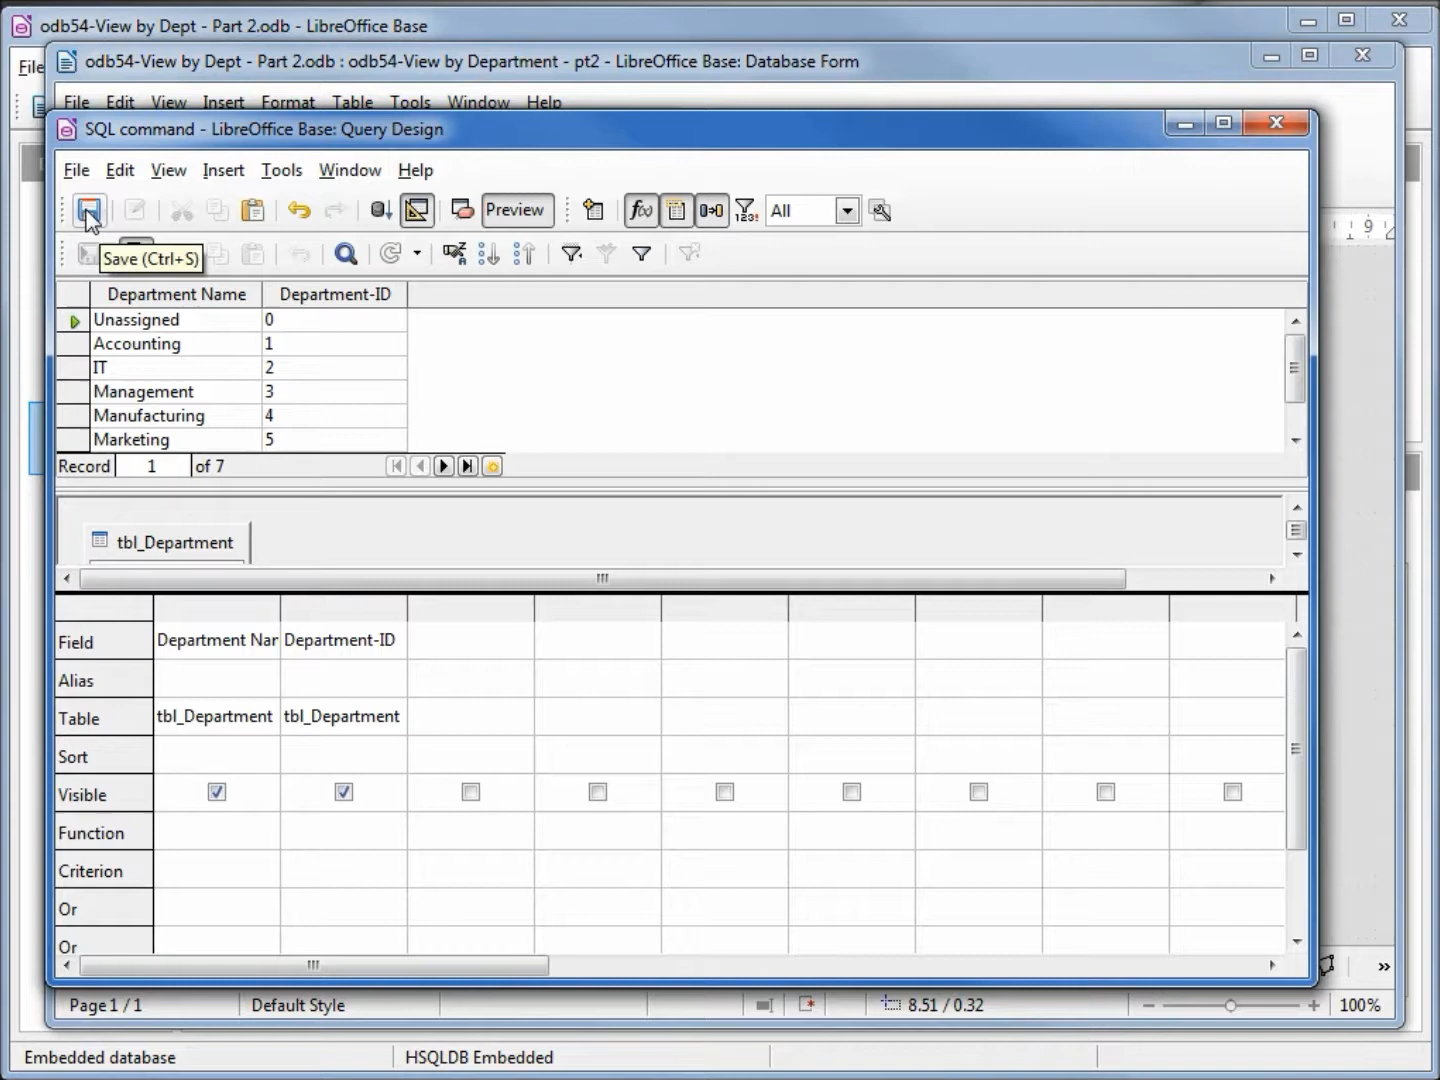 odb54-View by Dept - Part 2.odb - LibreOffice Base
File
odb54-View by Dept - Part 2.odb : odb54-View by Department - pt2 - LibreOffice Base: Database Form
File Edit View Insert Format Table Tools Window Help
SQL command - LibreOffice Base: Query Design
File Edit View Insert Tools Window Help
Preview f(x) 123! All
Save (Ctrl+S)
Department Name Department-ID
Unassigned 0
Accounting 1
IT 2
Management 3
Manufacturing 4
Marketing 5
Record 1 of 7
9
tbl_Department
Field Department Nar Department-ID
Alias
Table tbl_Department tbl_Department
Sort
Visible
Function
Criterion
Or
Or
Page 1 / 1 Default Style 8.51 / 0.32 100%
Embedded database HSQLDB Embedded